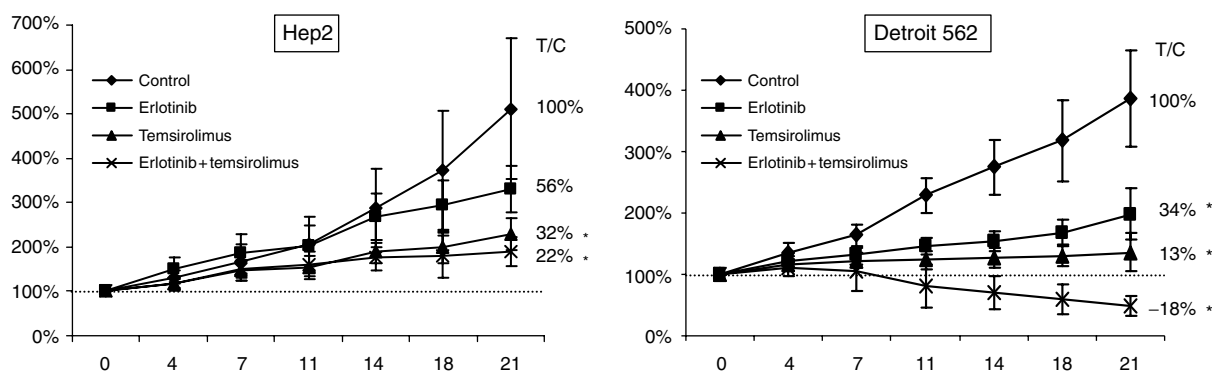 Hep2
T/C
700%
600%
500%
400%
300%
200%
100%
0%
Control
Erlotinib
Temsirolimus
Erlotinib+temsirolimus
100%
56%
32% *
22% *
0 4 7 11 14 18 21
Detroit 562
T/C
500%
400%
300%
200%
100%
0%
Control
Erlotinib
Temsirolimus
Erlotinib+temsirolimus
100%
34% *
13% *
–18% *
0 4 7 11 14 18 21